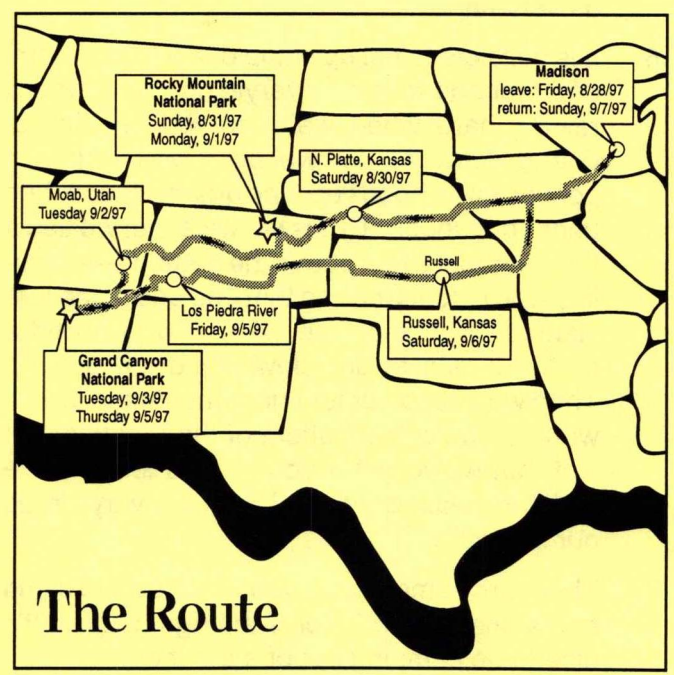 Rocky Mountain
National Park
Sunday, 8/31/97
Monday, 9/1/97
Madison
leave: Friday, 8/28/97
return: Sunday, 9/7/97
N. Platte, Kansas
Saturday 8/30/97
Moab, Utah
Tuesday 9/2/97
Russell
Los Piedra River
Friday, 9/5/97
Russell, Kansas
Saturday, 9/6/97
Grand Canyon
National Park
Tuesday, 9/3/97
Thursday 9/5/97
The Route